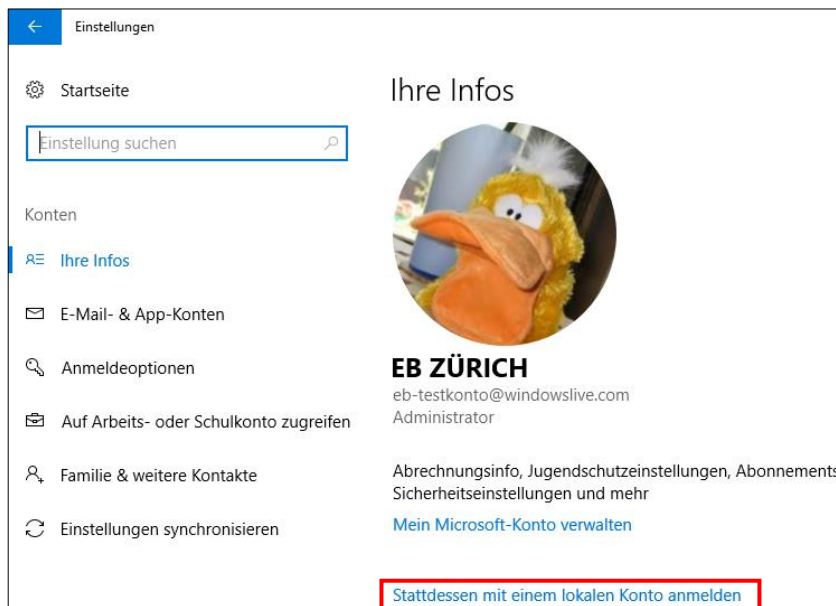 Einstellungen
Startseite
Einstellung suchen
Konten
Ihre Infos
E-Mail- & App-Konten
Anmeldeoptionen
Auf Arbeits- oder Schulkonto zugreifen
Familie & weitere Kontakte
Einstellungen synchronisieren
Ihre Infos
EB ZÜRICH
eb-testkonto@windowslive.com
Administrator
Abrechnungsinfo, Jugendschutzeinstellungen, Abonnements
Sicherheitseinstellungen und mehr
Mein Microsoft-Konto verwalten
Stattdessen mit einem lokalen Konto anmelden